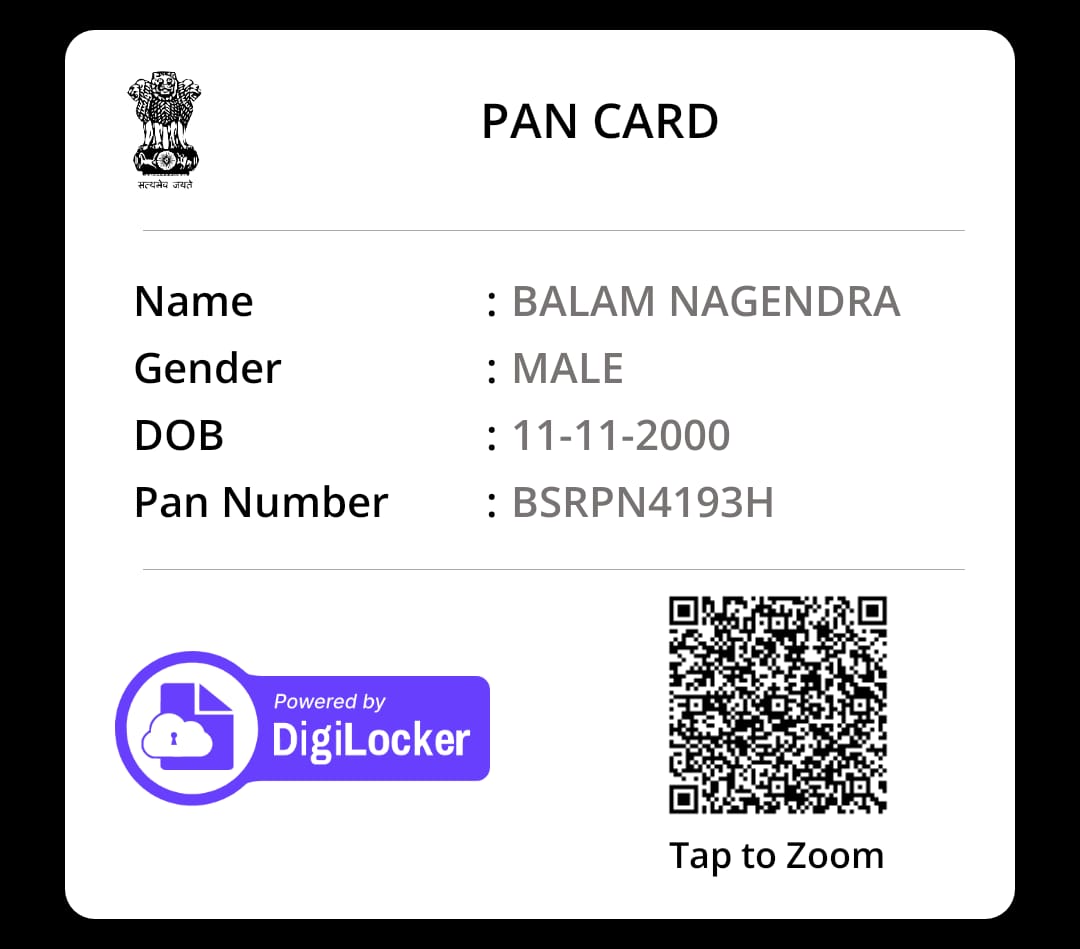 सत्यमेव जयते
PAN CARD
Name : BALAM NAGENDRA
Gender : MALE
DOB : 11-11-2000
Pan Number : BSRPN4193H
Powered by
DigiLocker
Tap to Zoom